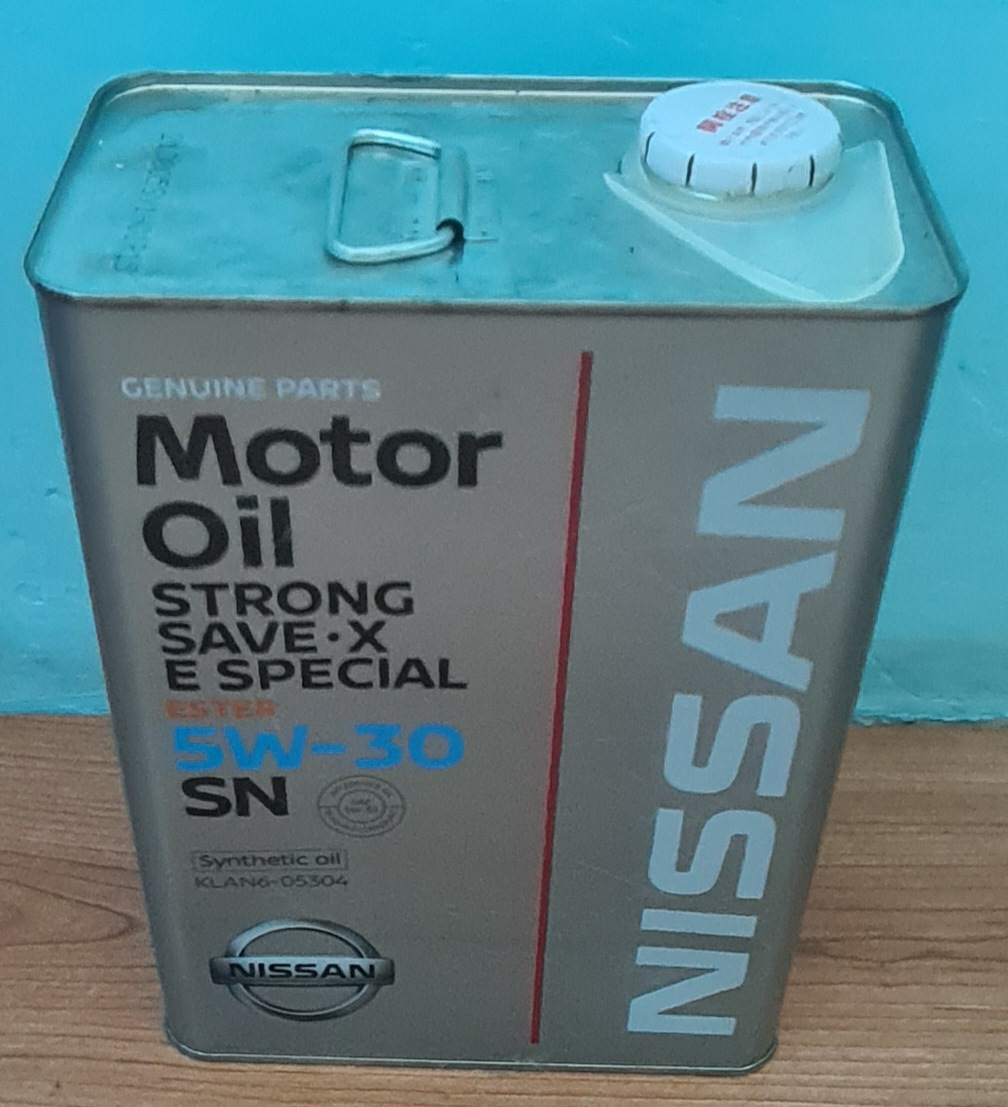 GENUINE PARTS
Motor
Oil
STRONG
SAVE·X
E SPECIAL
ESTER
5W-30
SN
Synthetic oil
KLAN6-05304
NISSAN
NISSAN